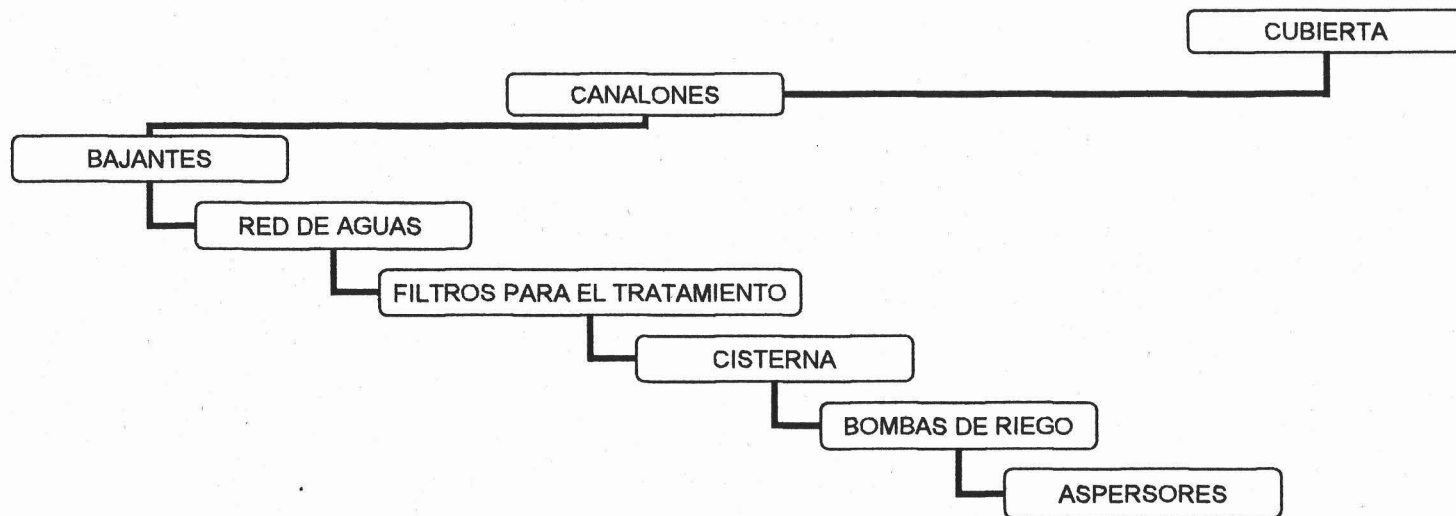 CUBIERTA
CANALONES
BAJANTES
RED DE AGUAS
FILTROS PARA EL TRATAMIENTO
CISTERNA
BOMBAS DE RIEGO
ASPERSORES